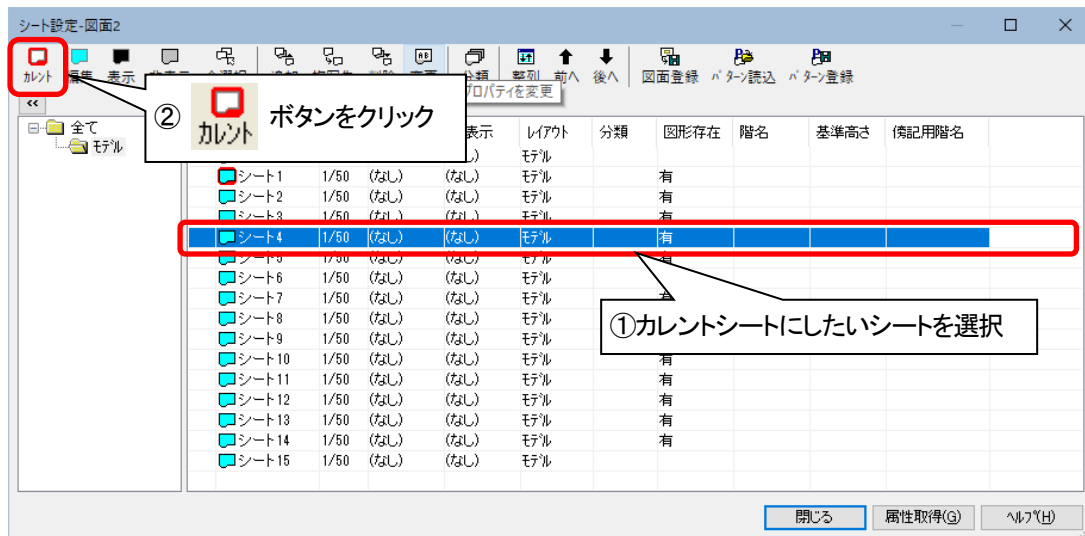 シート設定-図面2
カレント 編集 表示 後へ 図面登録 パターン読込 パターン登録
プロパティを変更
<<
② カレント ボタンをクリック
全て
モデル
表示 レイアウト 分類 図形存在 階名 基準高さ 傍記用階名
モデル
シート1 1/50 (なし) (なし) モデル 有
シート2 1/50 (なし) (なし) モデル 有
シート3 1/50 (なし) (なし) モデル 有
シート4 1/50 (なし) (なし) モデル 有
シート5 1/50 (なし) (なし) モデル 有
シート6 1/50 (なし) (なし) モデル
シート7 1/50 (なし) (なし) モデル
①カレントシートにしたいシートを選択
シート8 1/50 (なし) (なし) モデル
シート9 1/50 (なし) (なし) モデル
シート10 1/50 (なし) (なし) モデル 有
シート11 1/50 (なし) (なし) モデル 有
シート12 1/50 (なし) (なし) モデル 有
シート13 1/50 (なし) (なし) モデル 有
シート14 1/50 (なし) (なし) モデル 有
シート15 1/50 (なし) (なし) モデル
閉じる 属性取得(G) ヘルプ(H)